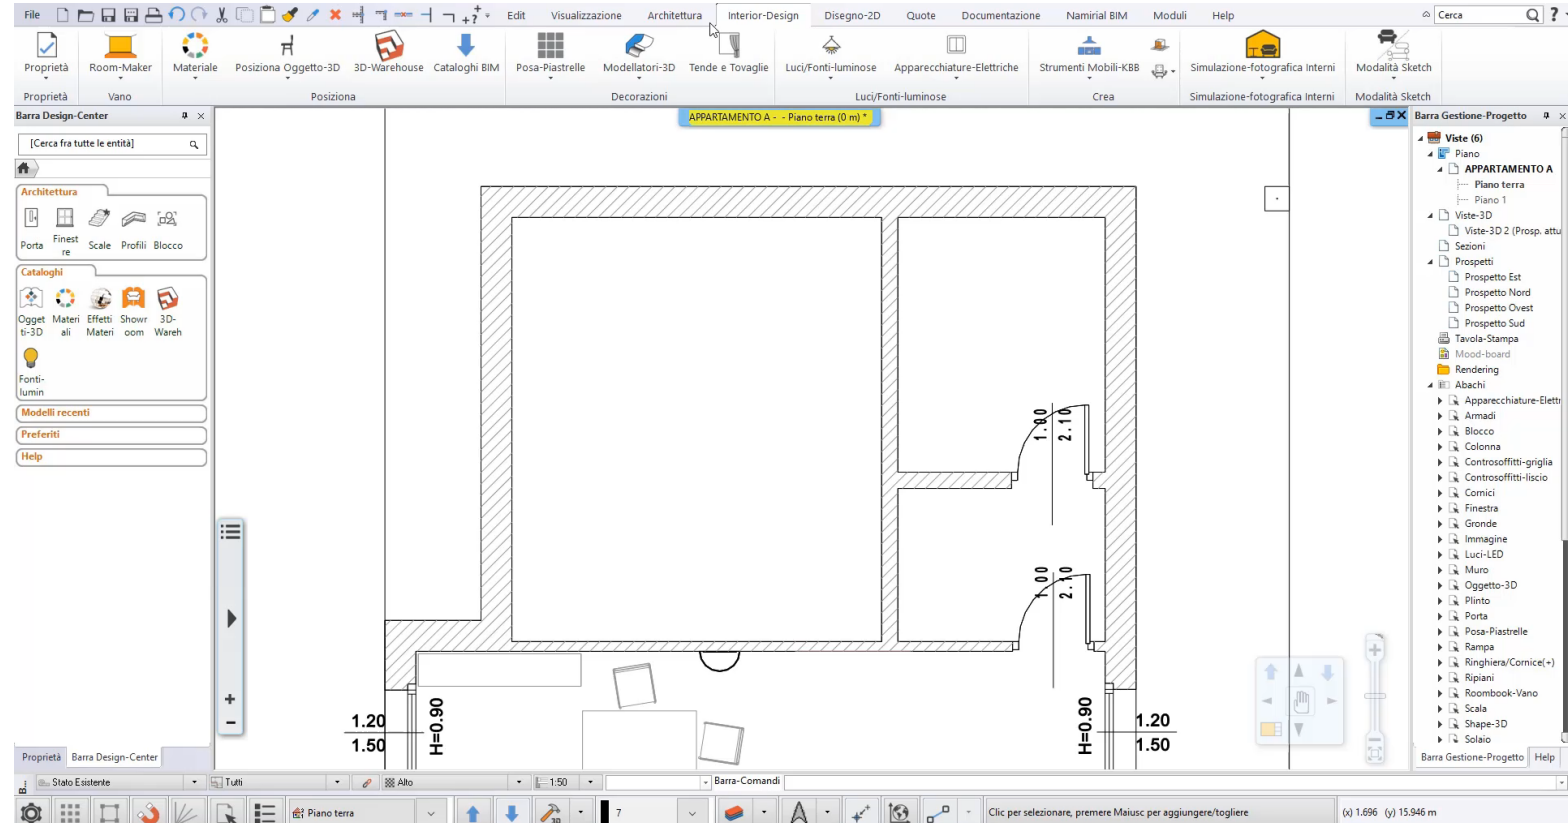 File Edit Visualizzazione Architettura Interior-Design Disegno-2D Quote Documentazione Namirial BIM Moduli Help Cerca
Proprietà Room-Maker Materiale Posiziona Oggetto-3D 3D-Warehouse Cataloghi BIM Posa-Piastrelle Modellatori-3D Tende e Tovaglie Luci/Fonti-luminose Apparecchiature-Elettriche Strumenti Mobili-KBB Simulazione-fotografica Interni Modalità Sketch
Proprietà Vano Posiziona Decorazioni Luci/Fonti-luminose Crea Simulazione-fotografica Interni Modalità Sketch
Barra Design-Center
[Cerca fra tutte le entità]
Architettura
Porta Finest
re Scale Profili Blocco
Cataloghi
Ogget
ti-3D Materi
ali Effetti
Materi Showr
oom 3D-
Wareh
Fonti-
lumin
Modelli recenti
Preferiti
Help
Proprietà Barra Design-Center
APPARTAMENTO A - - Piano terra (0 m) *
1.00
2.10
1.00
2.10
1.20
1.50
H=0.90
H=0.90
1.20
1.50
Barra Gestione-Progetto
Viste (6)
Piano
APPARTAMENTO A
Piano terra
Piano 1
Viste-3D
Viste-3D 2 (Prosp. attu
Sezioni
Prospetti
Prospetto Est
Prospetto Nord
Prospetto Ovest
Prospetto Sud
Tavola-Stampa
Mood-board
Rendering
Abachi
Apparecchiature-Elettr
Armadi
Blocco
Colonna
Controsoffitti-griglia
Controsoffitti-liscio
Cornici
Finestra
Gronde
Immagine
Luci-LED
Muro
Oggetto-3D
Plinto
Porta
Posa-Piastrelle
Rampa
Ringhiera/Cornice(+)
Ripiani
Roombook-Vano
Scala
Shape-3D
Solaio
Barra Gestione-Progetto Help
B... Stato Esistente Tutti Alto 1:50 Barra-Comandi
Piano terra 3D 7 Clic per selezionare, premere Maiusc per aggiungere/togliere (x) 1.696 (y) 15.946 m